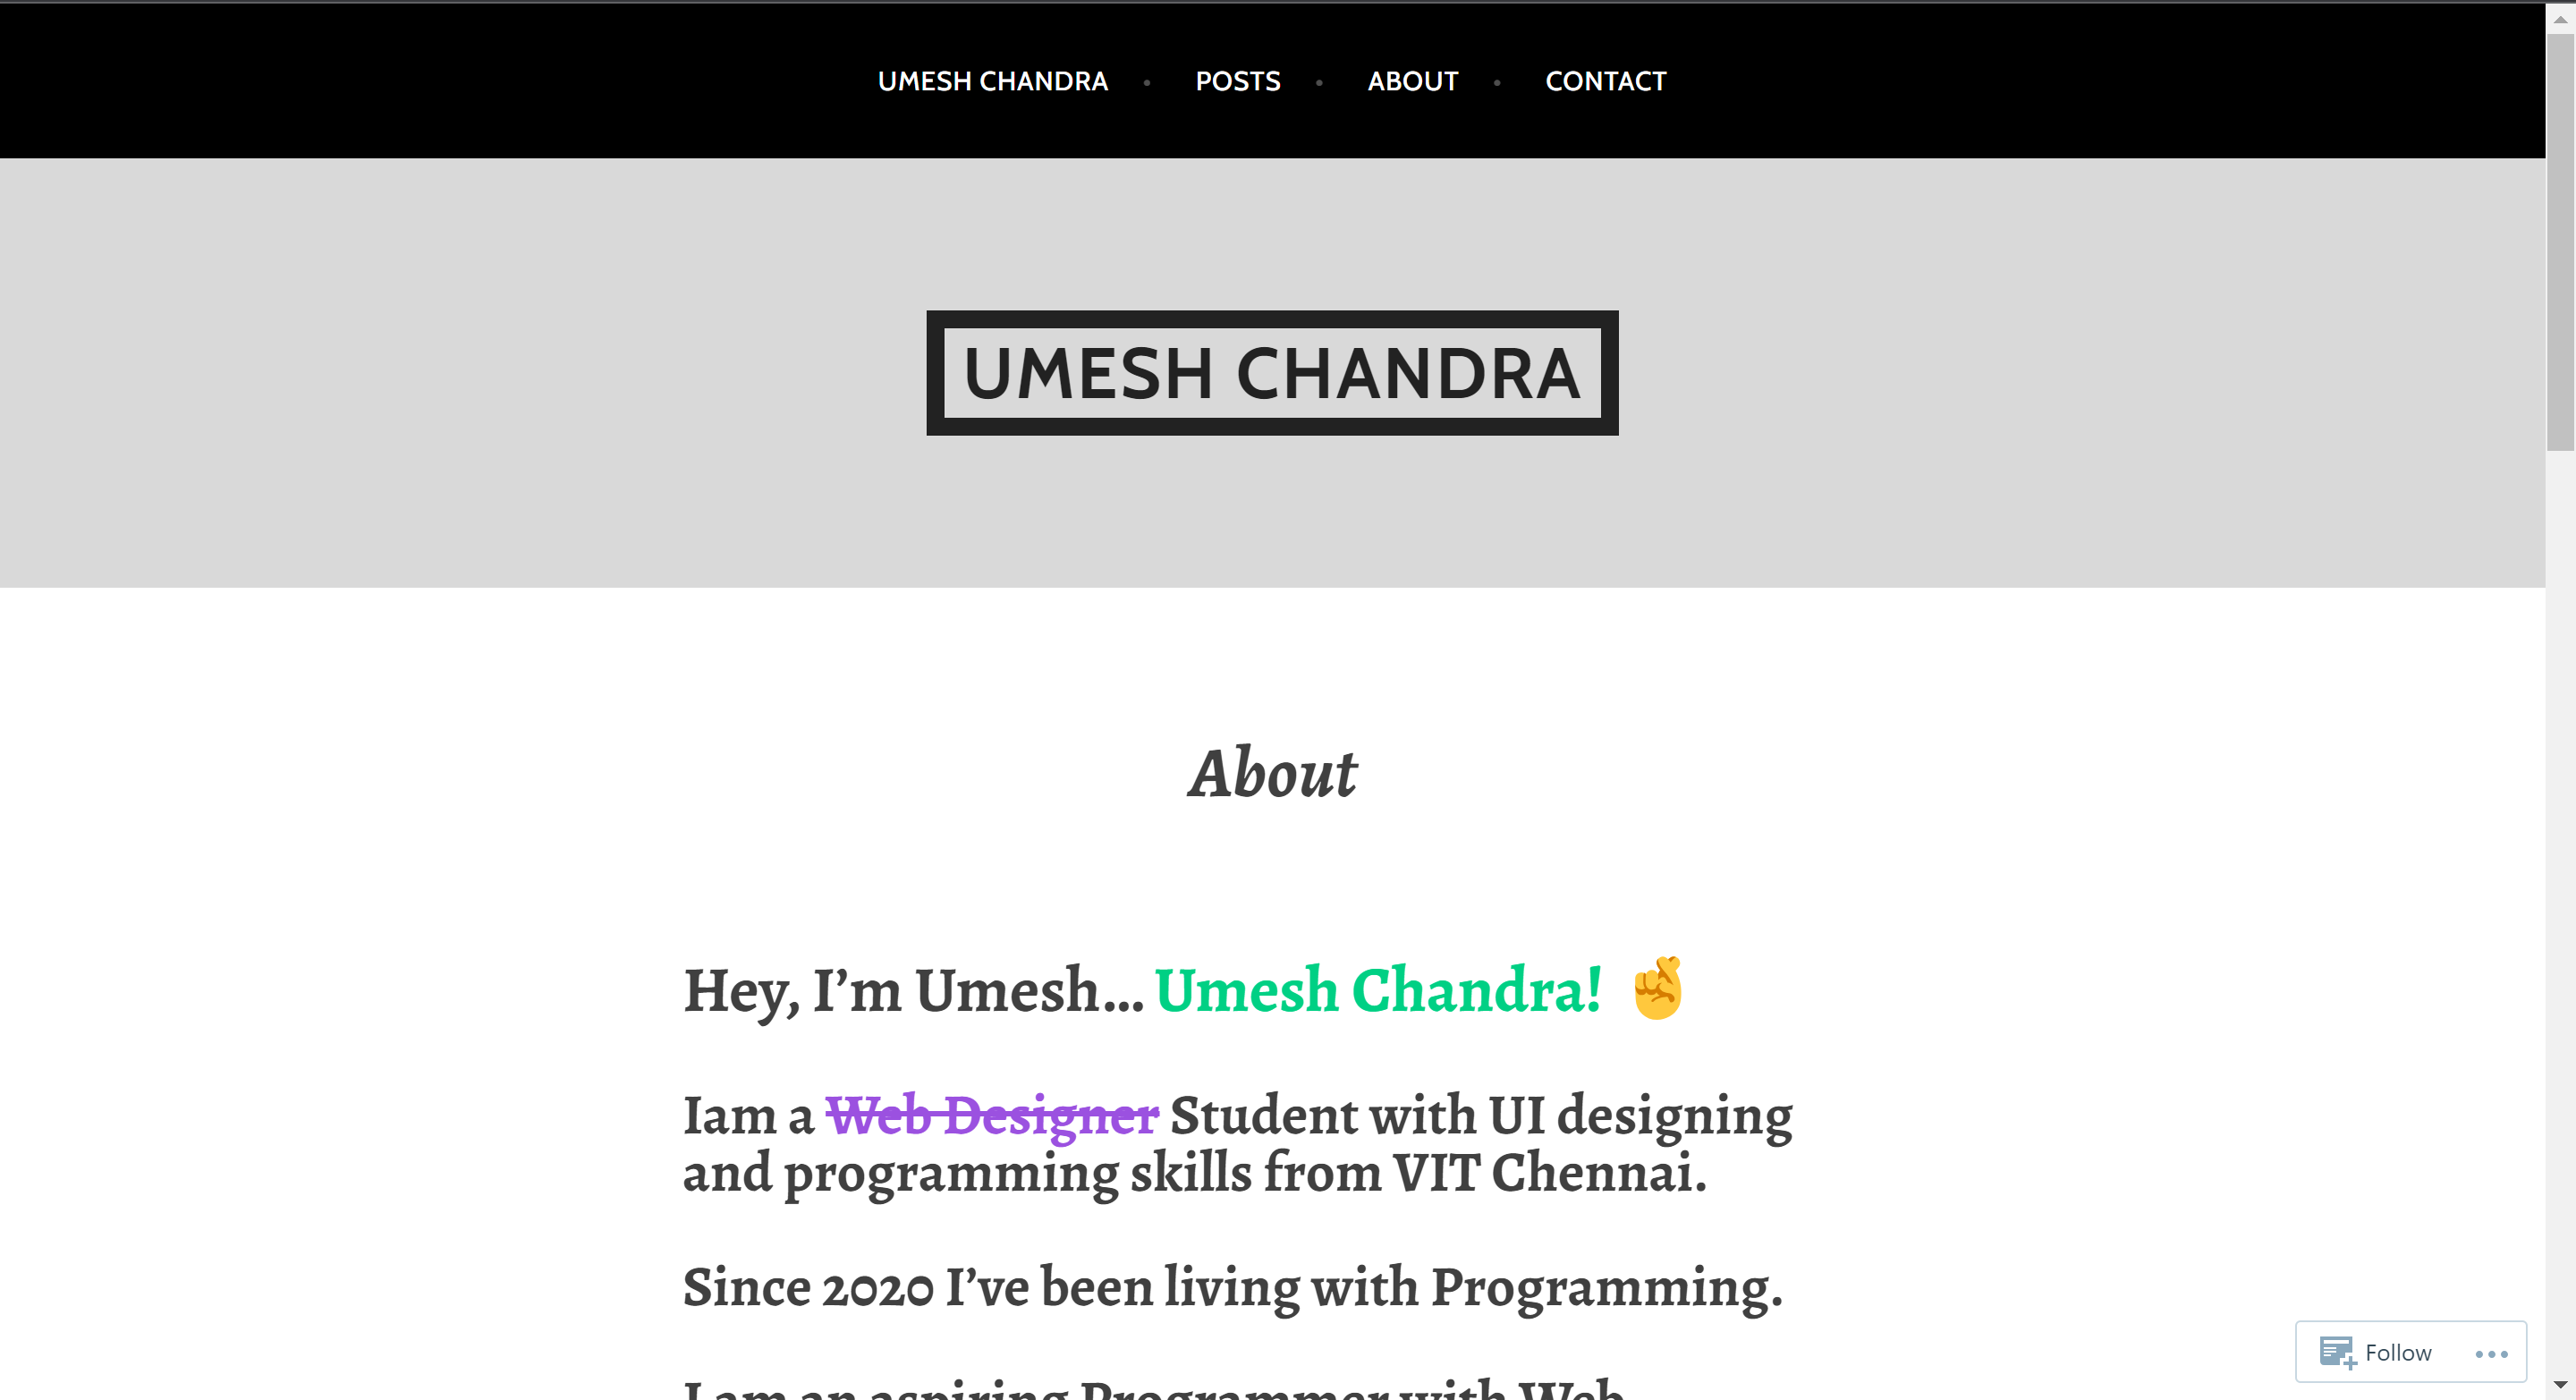 UMESH CHANDRA • POSTS • ABOUT • CONTACT
UMESH CHANDRA
About
Hey, I’m Umesh… Umesh Chandra! 🤞
Iam a Web Designer Student with UI designing
and programming skills from VIT Chennai.
Since 2020 I’ve been living with Programming.
I am an aspiring Programmer with Web
Follow